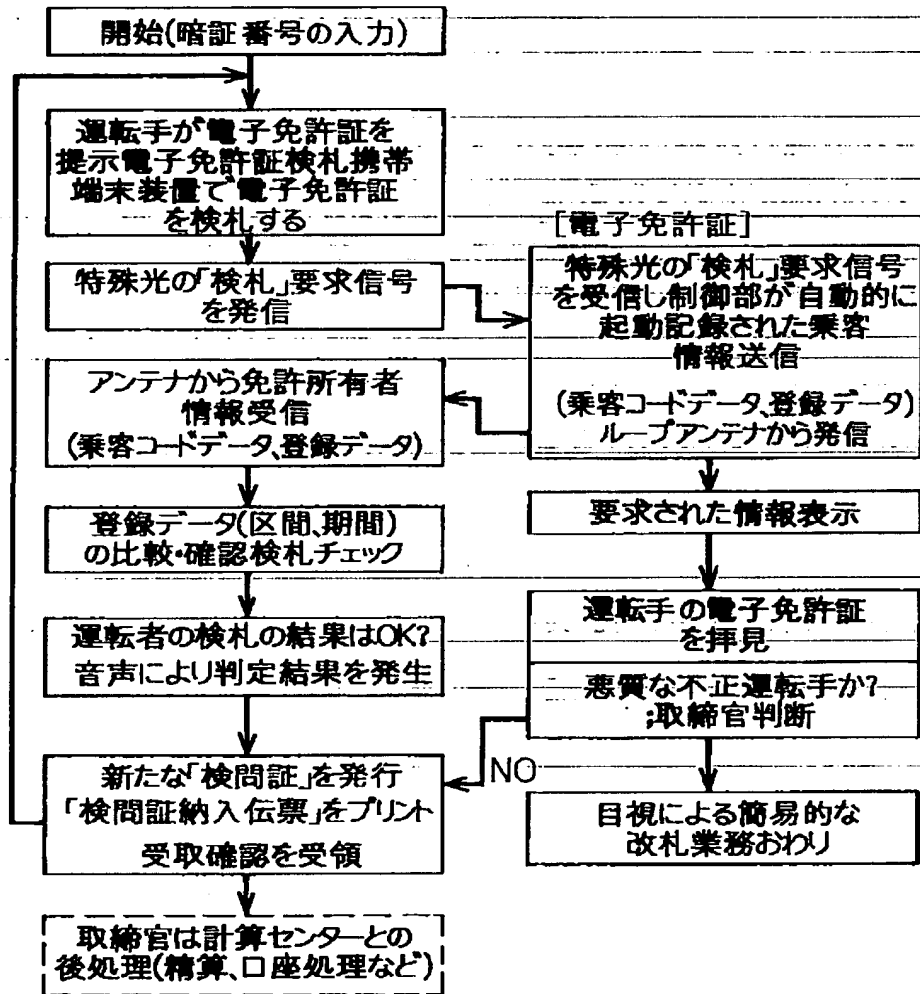 開始(暗証番号の入力)
運転手が電子免許証を
提示電子免許証検札携帯
端末装置で電子免許証
を検札する
特殊光の「検札」要求信号
を発信
[電子免許証]
特殊光の「検札」要求信号
を受信し制御部が自動的に
起動記録された乗客
情報送信
(乗客コードデータ、登録データ)
ループアンテナから発信
アンテナから免許所有者
情報受信
(乗客コードデータ、登録データ)
登録データ(区間、期間)
の比較・確認検札チェック
要求された情報表示
運転者の検札の結果はOK?
音声により判定結果を発生
運転手の電子免許証
を拝見
悪質な不正運転手か?
;取締官判断
NO
新たな「検問証」を発行
「検問証納入伝票」をプリント
受取確認を受領
目視による簡易的な
改札業務おわり
取締官は計算センターとの
後処理(精算、口座処理など)